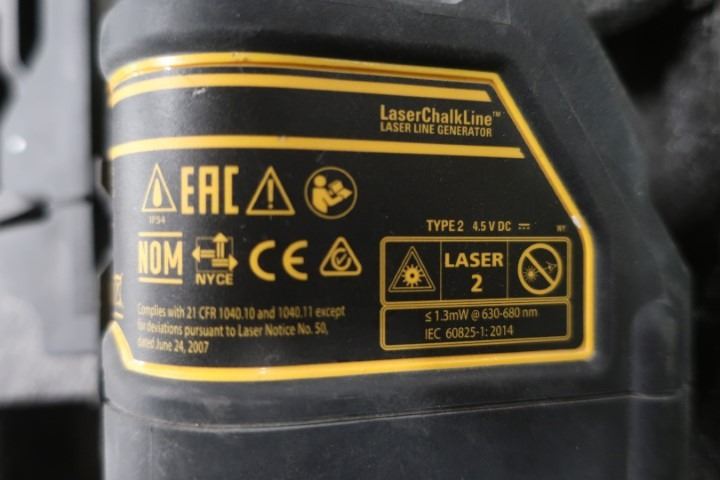 LaserChalkLine™
LASER LINE GENERATOR
IP54
EAC
TYPE 2 4.5 V DC
NOM
NYCE
CE
LASER
2
≤ 1.3mW @ 630-680 nm
IEC 60825-1: 2014
Complies with 21 CFR 1040.10 and 1040.11 except
for deviations pursuant to Laser Notice No. 50,
dated June 24, 2007